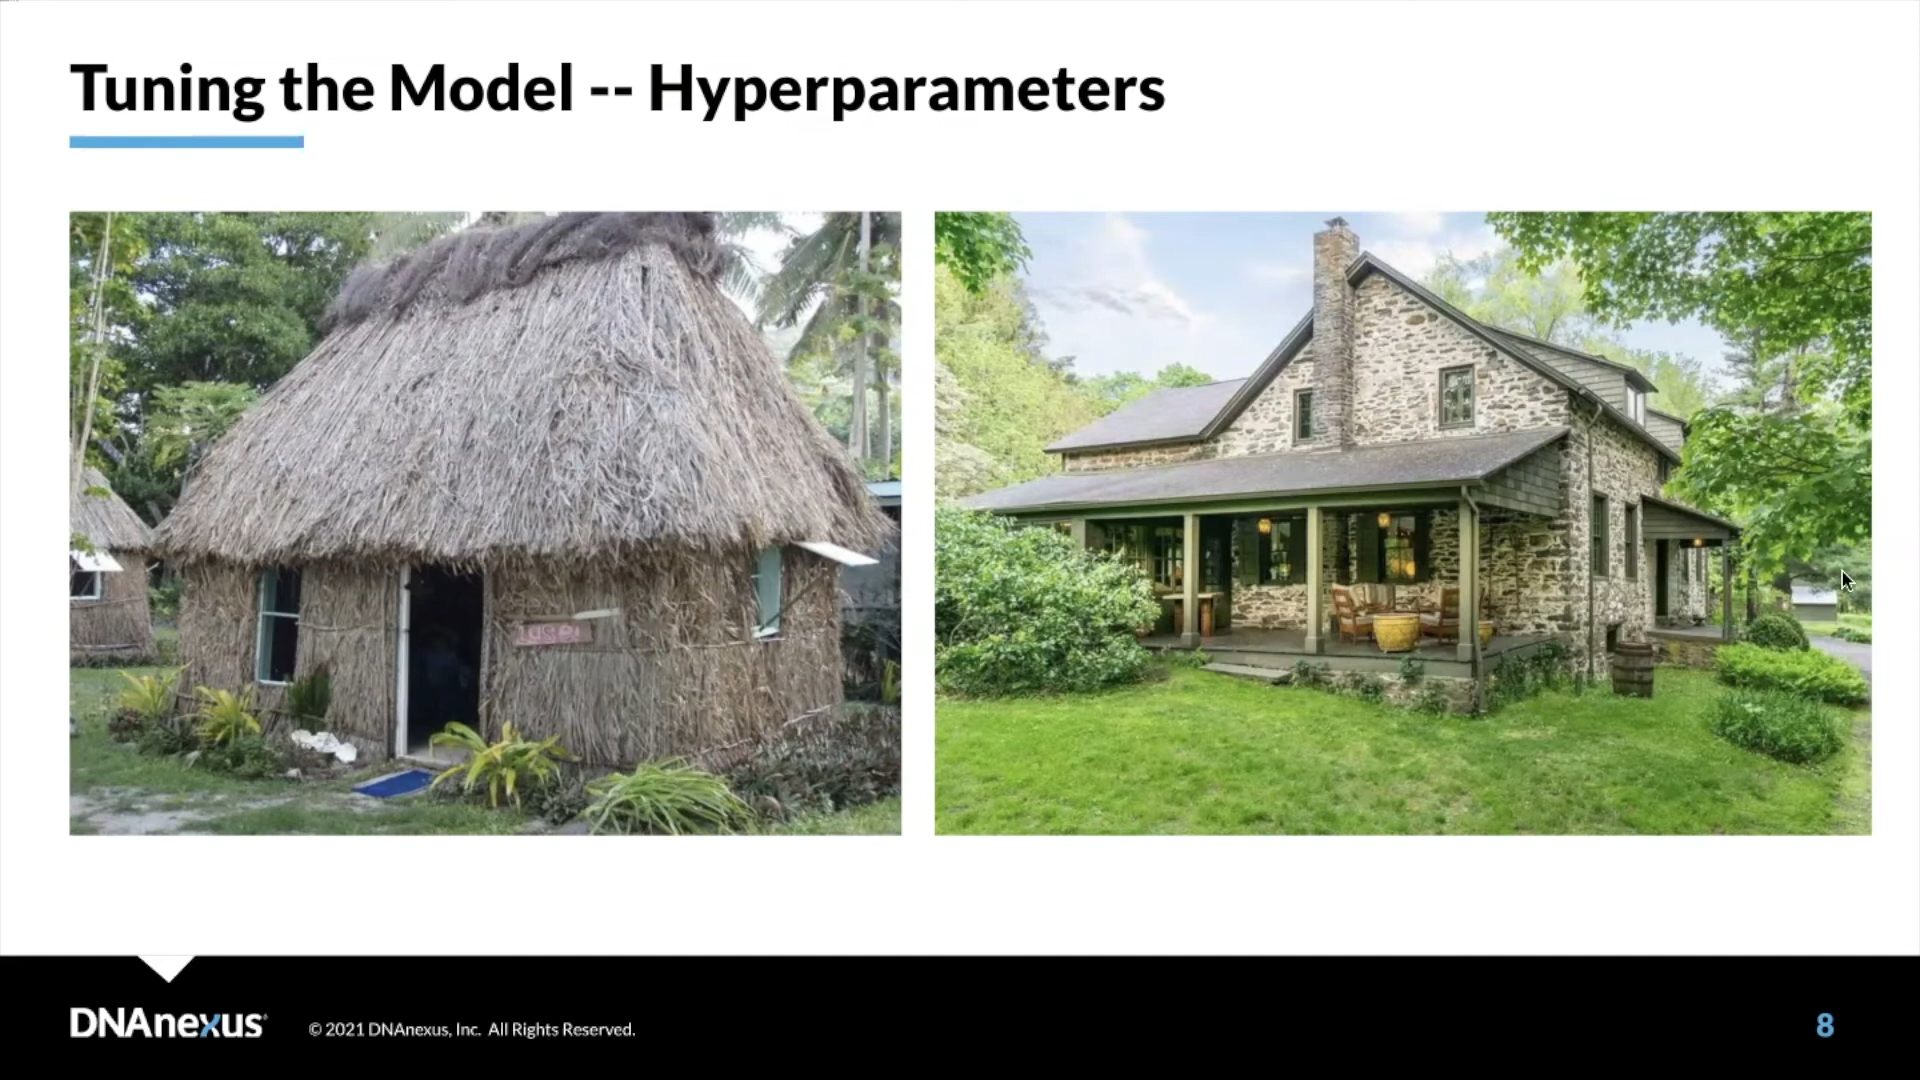 Tuning the Model -- Hyperparameters
DNAnexus
© 2021 DNAnexus, Inc. All Rights Reserved.
8